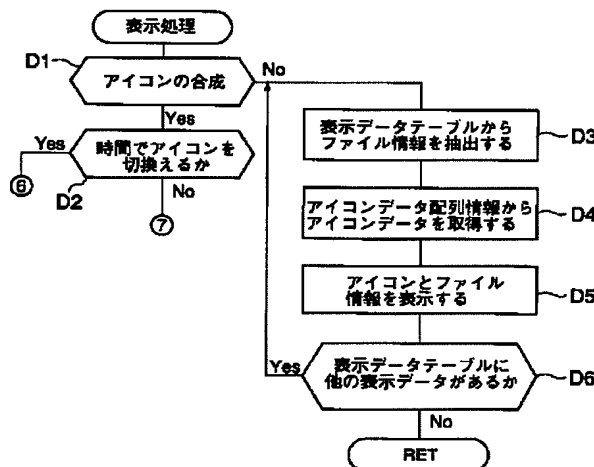 表示処理
D1
アイコンの合成
No
Yes
Yes
時間でアイコンを
切換えるか
D2
No
⑥
⑦
表示データテーブルから
ファイル情報を抽出する
D3
アイコンデータ配列情報から
アイコンデータを取得する
D4
アイコンとファイル
情報を表示する
D5
Yes
表示データテーブルに
他の表示データがあるか
D6
No
RET